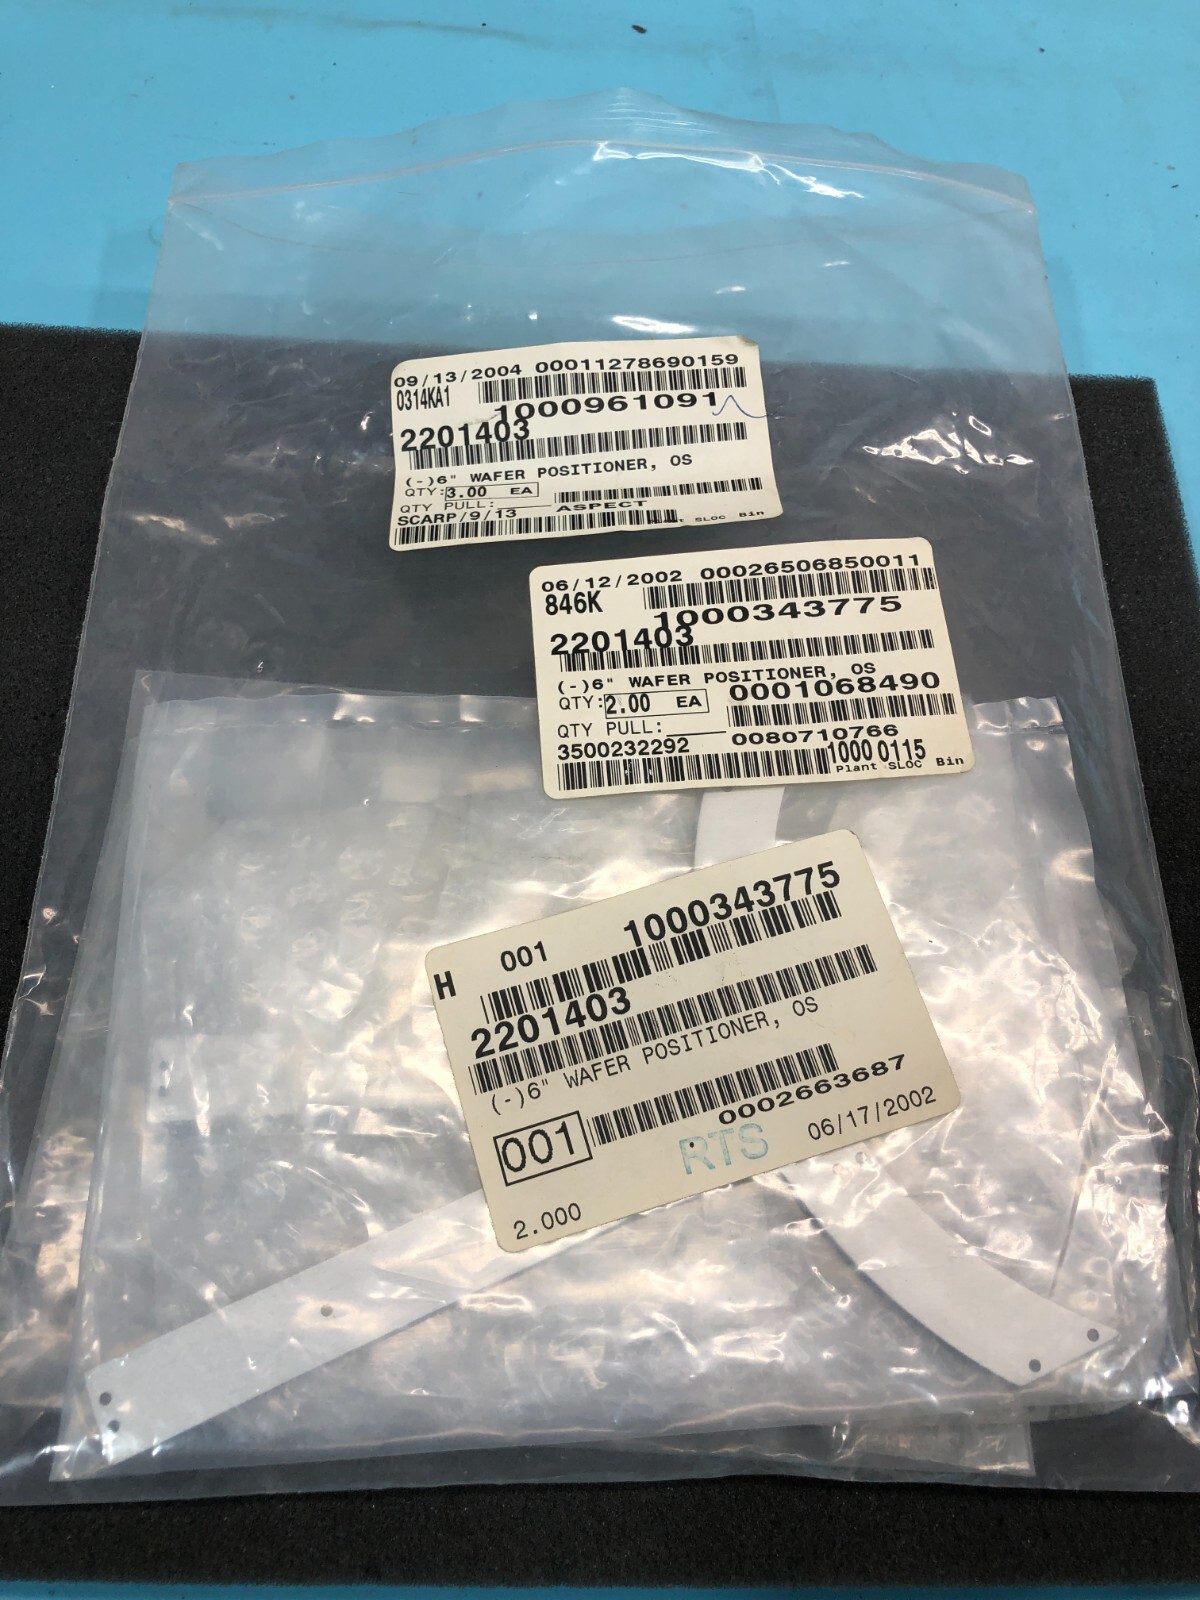 09/13/2004 00011278690159
0314KA1
1000961091
2201403
(-)6" WAFER POSITIONER, OS
QTY: 3.00 EA
QTY PULL:
ASPECT
SCARP/9/13
SLOC Bin
06/12/2002 00026506850011
846K
1000343775
2201403
(-)6" WAFER POSITIONER, OS
QTY: 2.00 EA
0001068490
QTY PULL:
3500232292
0080710766
1000 0115
Plant SLOC Bin
H 001 1000343775
2201403
(-)6" WAFER POSITIONER, OS
001
0002663687
RTS
06/17/2002
2.000